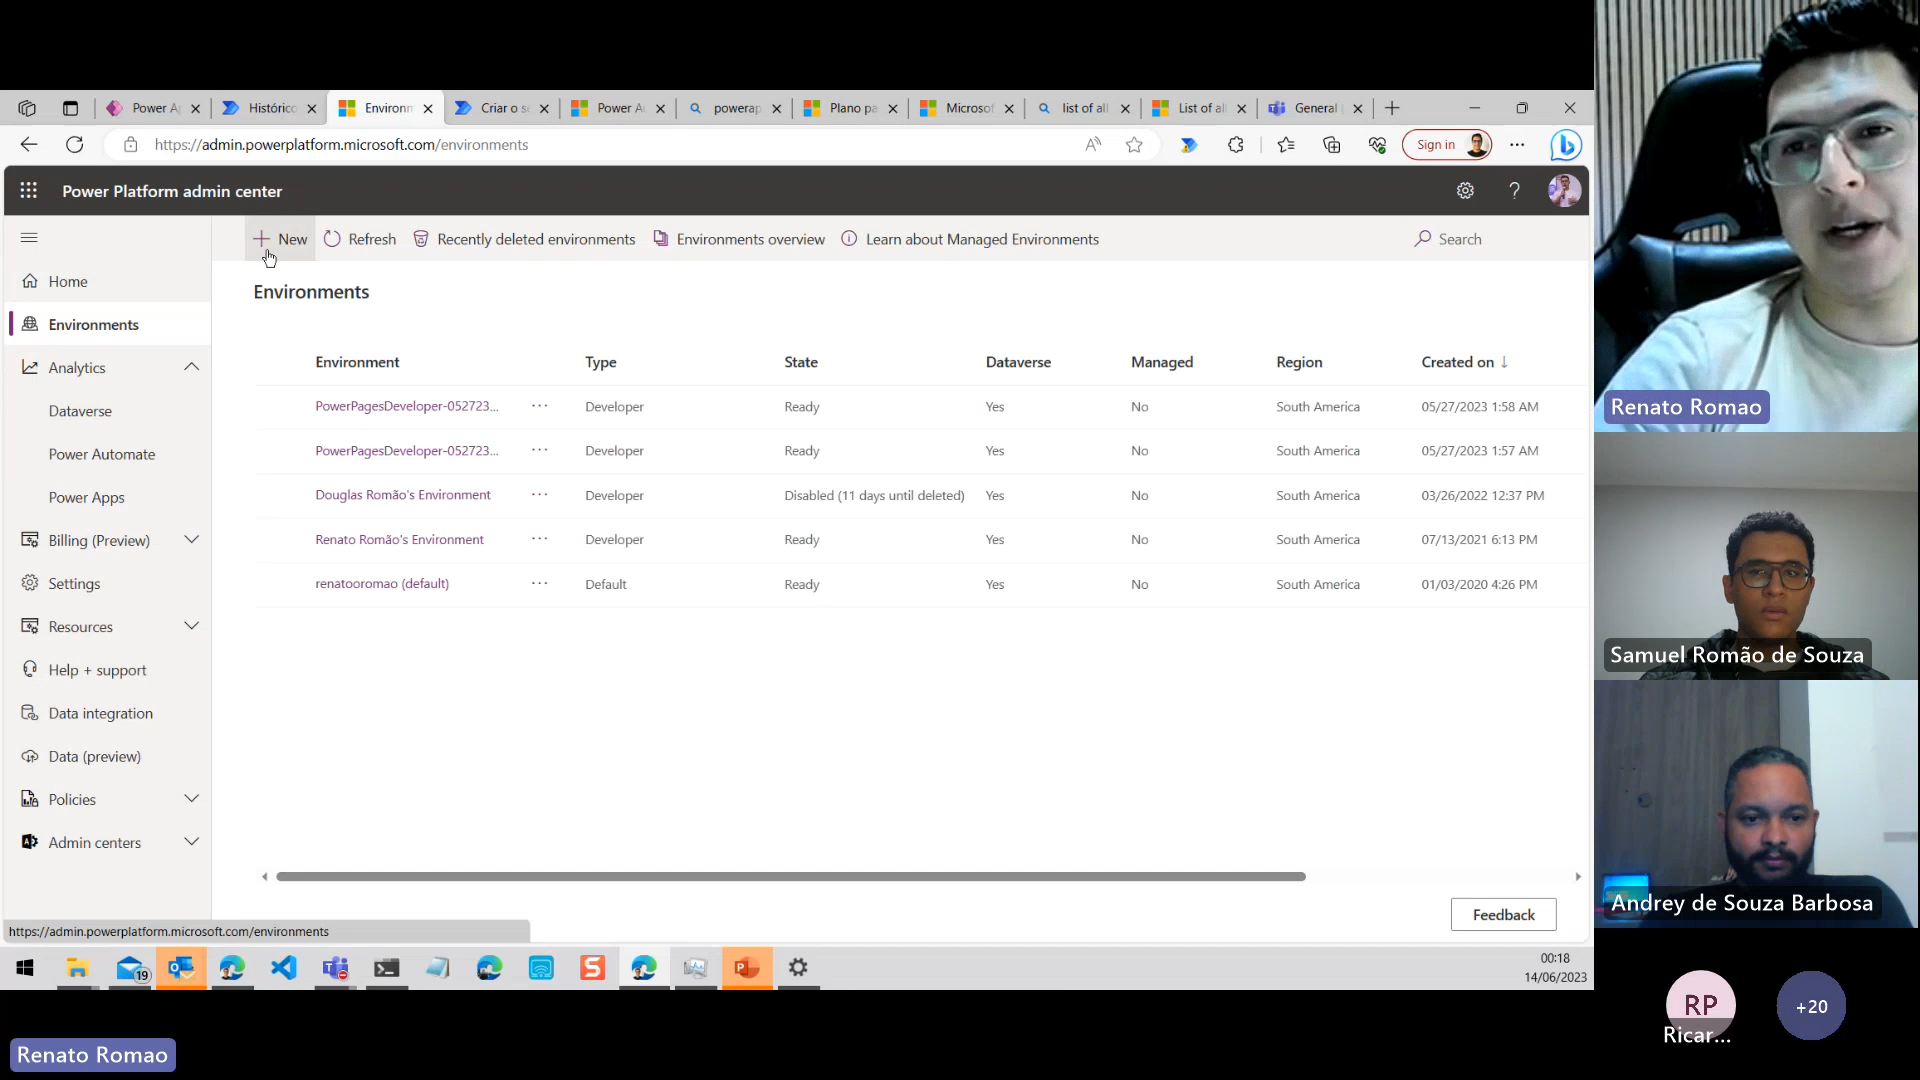 Power A
Histórico
Environm
Criar o s
Power A
powerap
Plano pa
Microsof
list of all
List of all
General
https://admin.powerplatform.microsoft.com/environments
Sign in
Power Platform admin center
New
Refresh
Recently deleted environments
Environments overview
Learn about Managed Environments
Search
Home
Environments
Analytics
Dataverse
Power Automate
Power Apps
Billing (Preview)
Settings
Resources
Help + support
Data integration
Data (preview)
Policies
Admin centers
Environments
Environment Type State Dataverse Managed Region Created on ↓
PowerPagesDeveloper-052723... ... Developer Ready Yes No South America 05/27/2023 1:58 AM
PowerPagesDeveloper-052723... ... Developer Ready Yes No South America 05/27/2023 1:57 AM
Douglas Romão's Environment ... Developer Disabled (11 days until deleted) Yes No South America 03/26/2022 12:37 PM
Renato Romão's Environment ... Developer Ready Yes No South America 07/13/2021 6:13 PM
renatooromao (default) ... Default Ready Yes No South America 01/03/2020 4:26 PM
Feedback
https://admin.powerplatform.microsoft.com/environments
19
00:18
14/06/2023
Renato Romao
Samuel Romão de Souza
Andrey de Souza Barbosa
RP
Ricar...
+20
Renato Romao